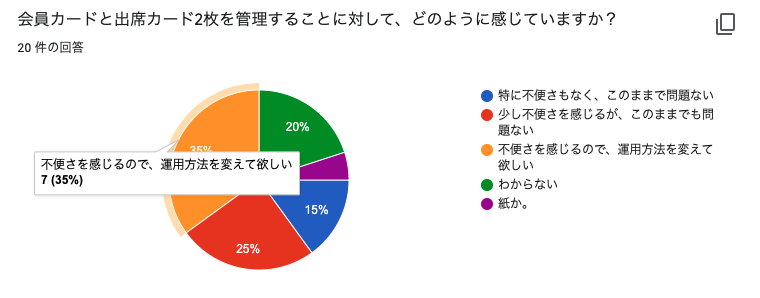 会員カードと出席カード2枚を管理することに対して、どのように感じていますか？
20 件の回答
特に不便さもなく、このままで問題ない
少し不便さを感じるが、このままでも問
題ない
不便さを感じるので、運用方法を変えて
欲しい
わからない
紙か。
20%
35%
不便さを感じるので、運用方法を変えて欲しい
7 (35%)
15%
25%